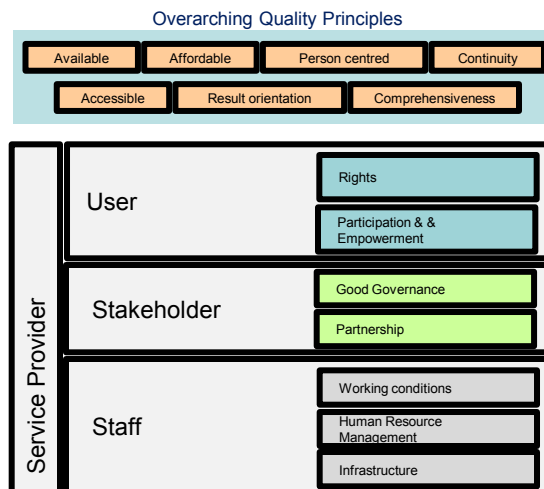 Overarching Quality Principles
Available Affordable Person centred Continuity
Accessible Result orientation Comprehensiveness
Service Provider
User
Rights
Participation & &
Empowerment
Stakeholder
Good Governance
Partnership
Staff
Working conditions
Human Resource
Management
Infrastructure